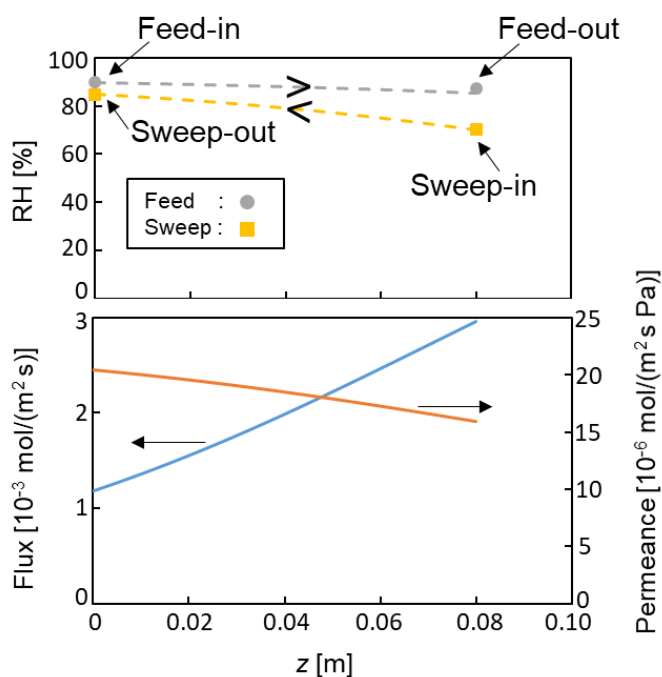 Feed-in
Feed-out
100
80
60
40
20
0
RH [%]
Sweep-out
Sweep-in
Feed :
Sweep :
3
2
1
0
Flux [10⁻³ mol/(m² s)]
25
20
15
10
5
0
Permeance [10⁻⁶ mol/(m² s Pa)]
0 0.02 0.04 0.06 0.08 0.10
z [m]